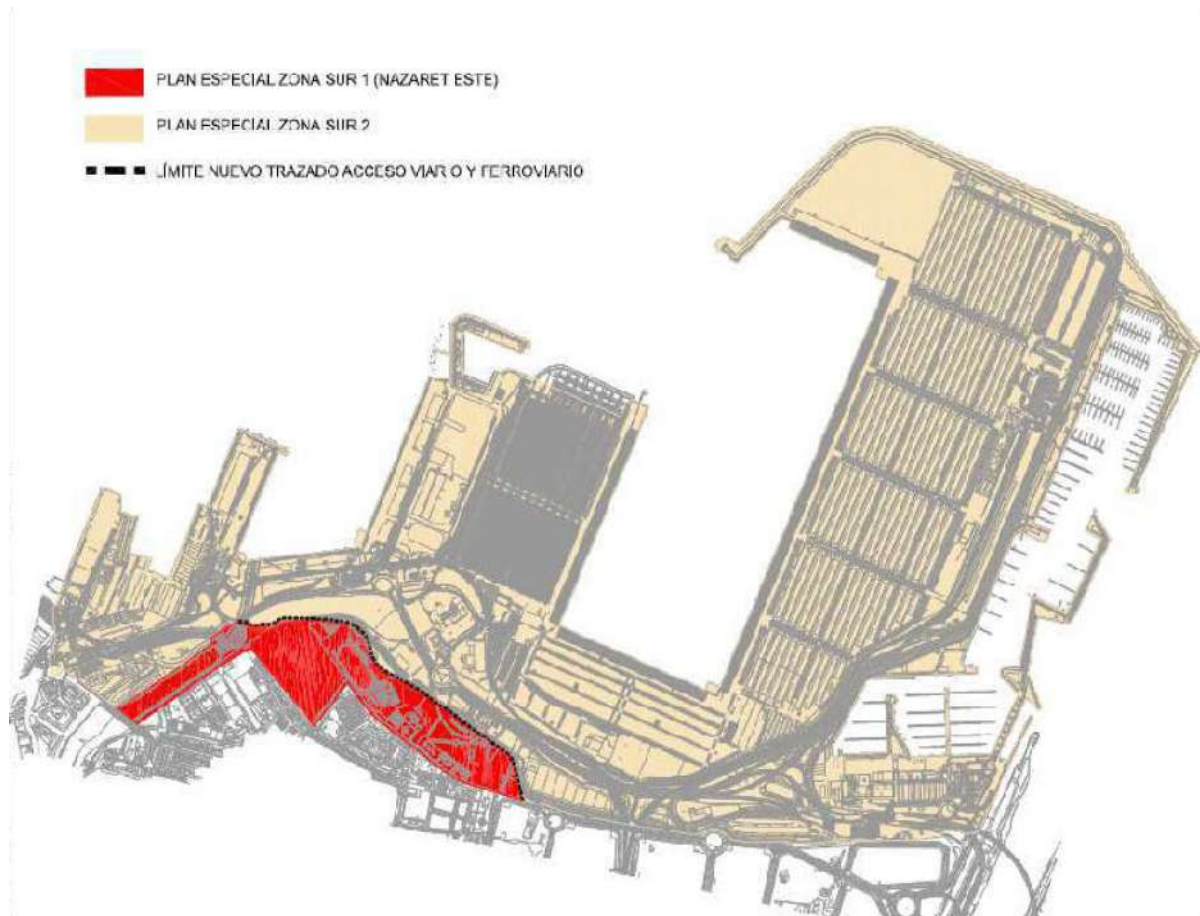 PLAN ESPECIAL ZONA SUR 1 (NAZARET ESTE)
PLAN ESPECIAL ZONA SUR 2
LÍMITE NUEVO TRAZADO ACCESO VIARIO Y FERROVIARIO